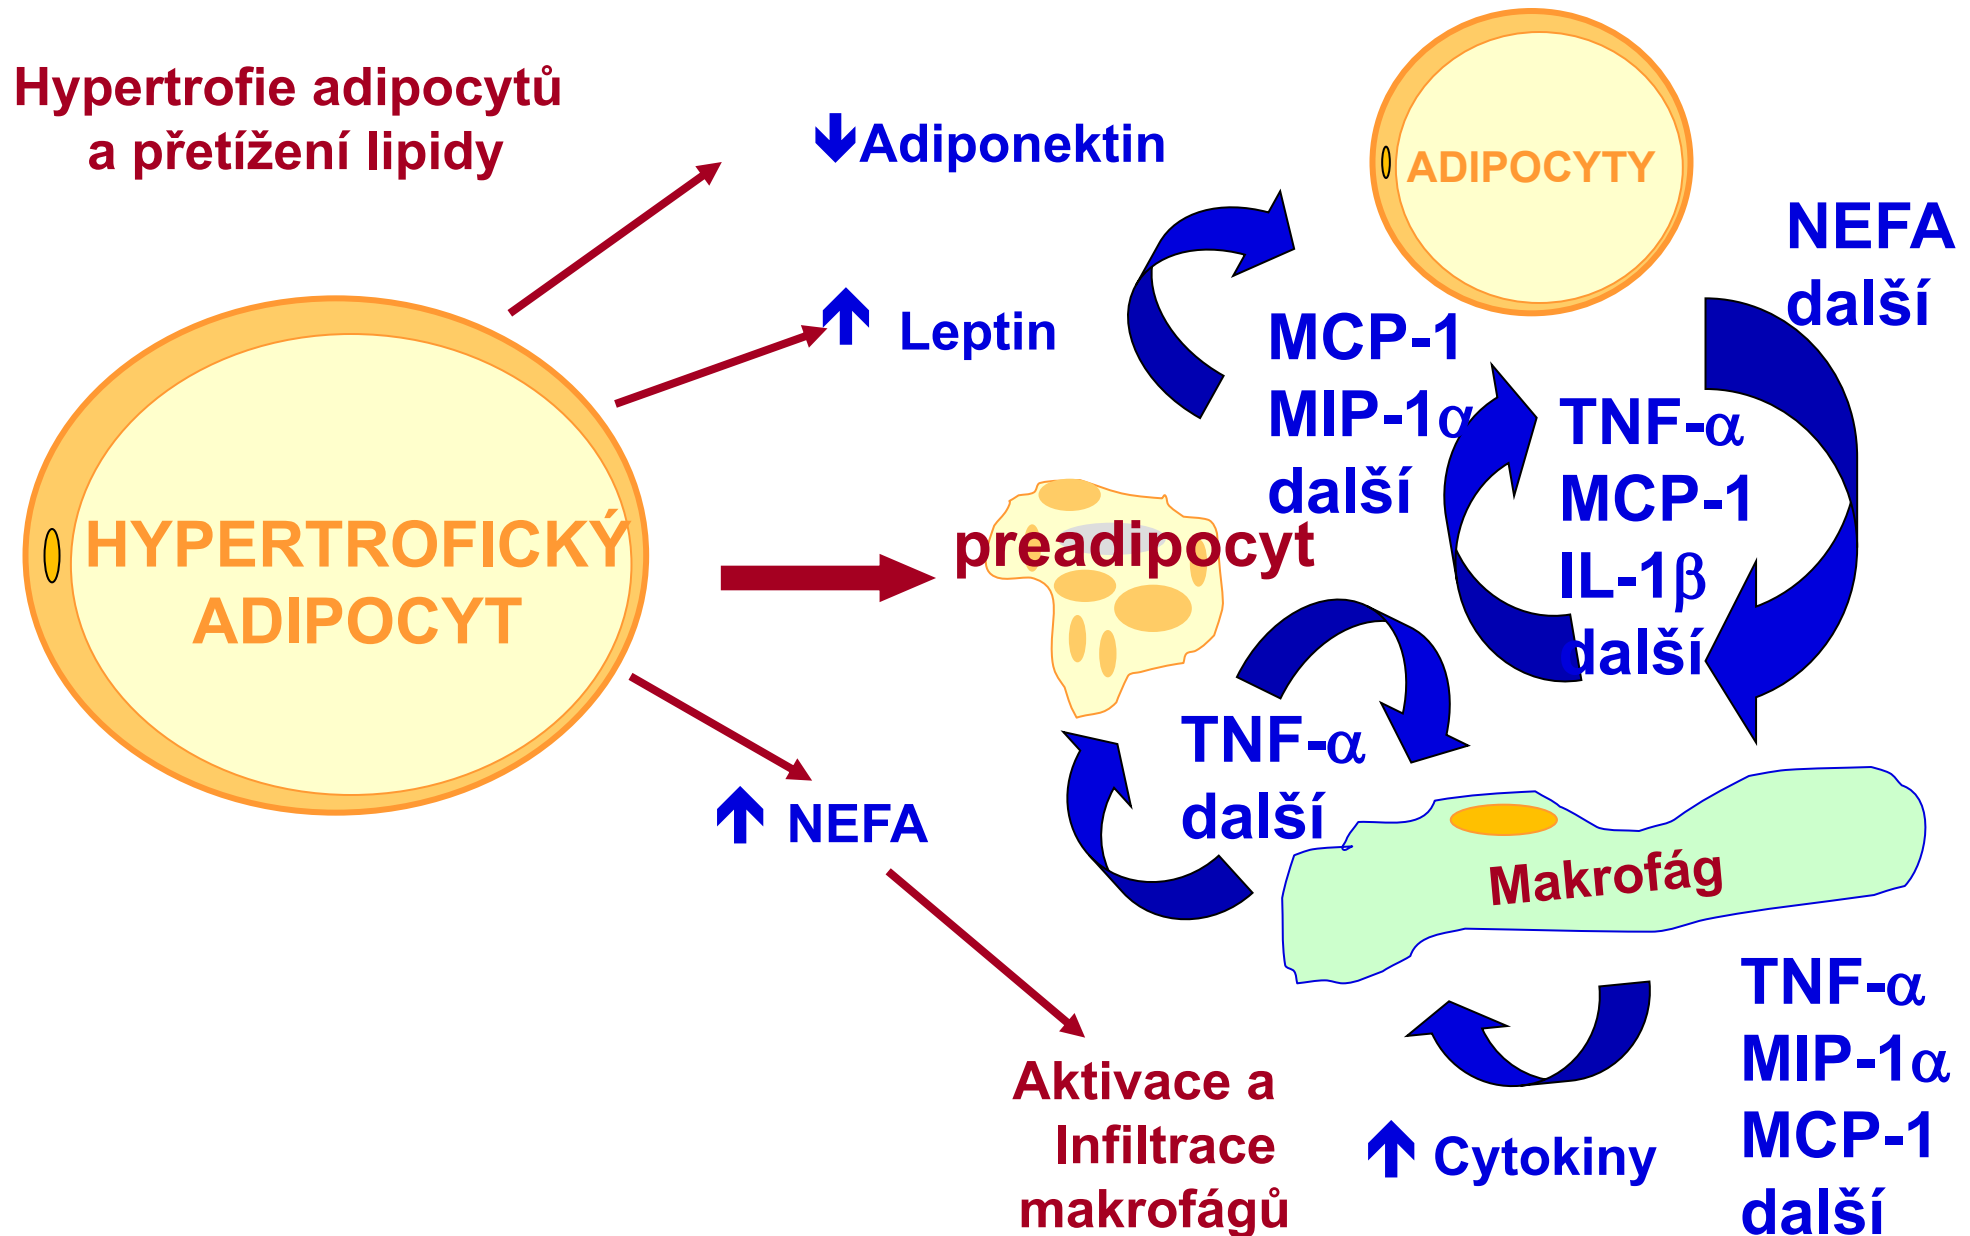 Hypertrofie adipocytů
a přetížení lipidy
Adiponektin
ADIPOCYTY
NEFA
další
Leptin
MCP-1
MIP-1α
další
TNF-α
MCP-1
IL-1β
další
HYPERTROFICKÝ
ADIPOCYT
preadipocyt
TNF-α
další
NEFA
Makrofág
Aktivace a
Infiltrace
makrofágů
Cytokiny
TNF-α
MIP-1α
MCP-1
další